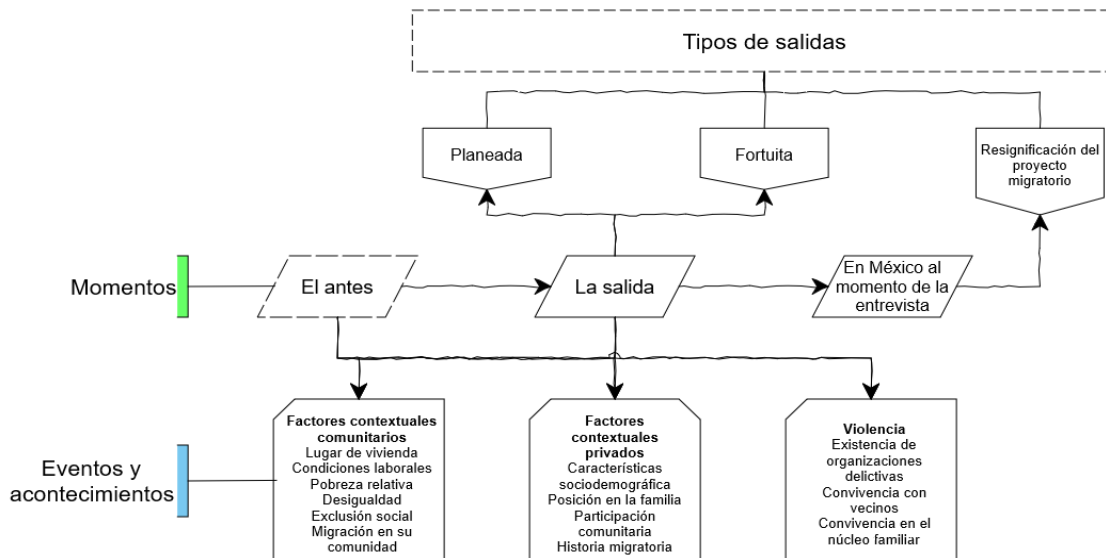 Tipos de salidas
Planeada
Fortuita
Resignificación del
proyecto
migratorio
Momentos
El antes
La salida
En México al
momento de la
entrevista
Eventos y
acontecimientos
Factores contextuales
comunitarios
Lugar de vivienda
Condiciones laborales
Pobreza relativa
Desigualdad
Exclusión social
Migración en su
comunidad
Factores
contextuales
privados
Características
sociodemográfica
Posición en la familia
Participación
comunitaria
Historia migratoria
Violencia
Existencia de
organizaciones
delictivas
Convivencia con
vecinos
Convivencia en el
núcleo familiar